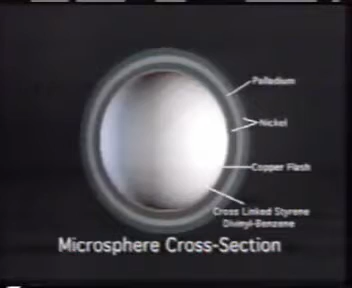 Palladium
Nickel
Copper Flash
Cross Linked Styrene
Divinyl-Benzene
Microsphere Cross-Section